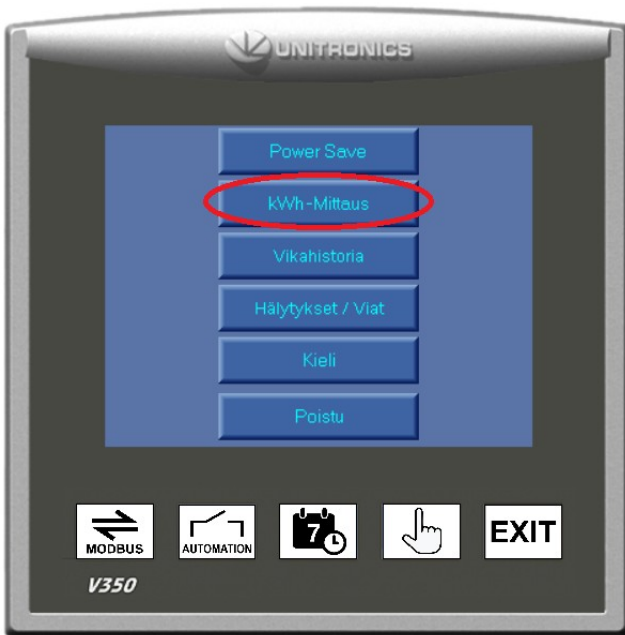 UNITRONICS
Power Save
kWh-Mittaus
Vikahistoria
Hälytykset / Viat
Kieli
Poistu
MODBUS
AUTOMATION
7
EXIT
V350